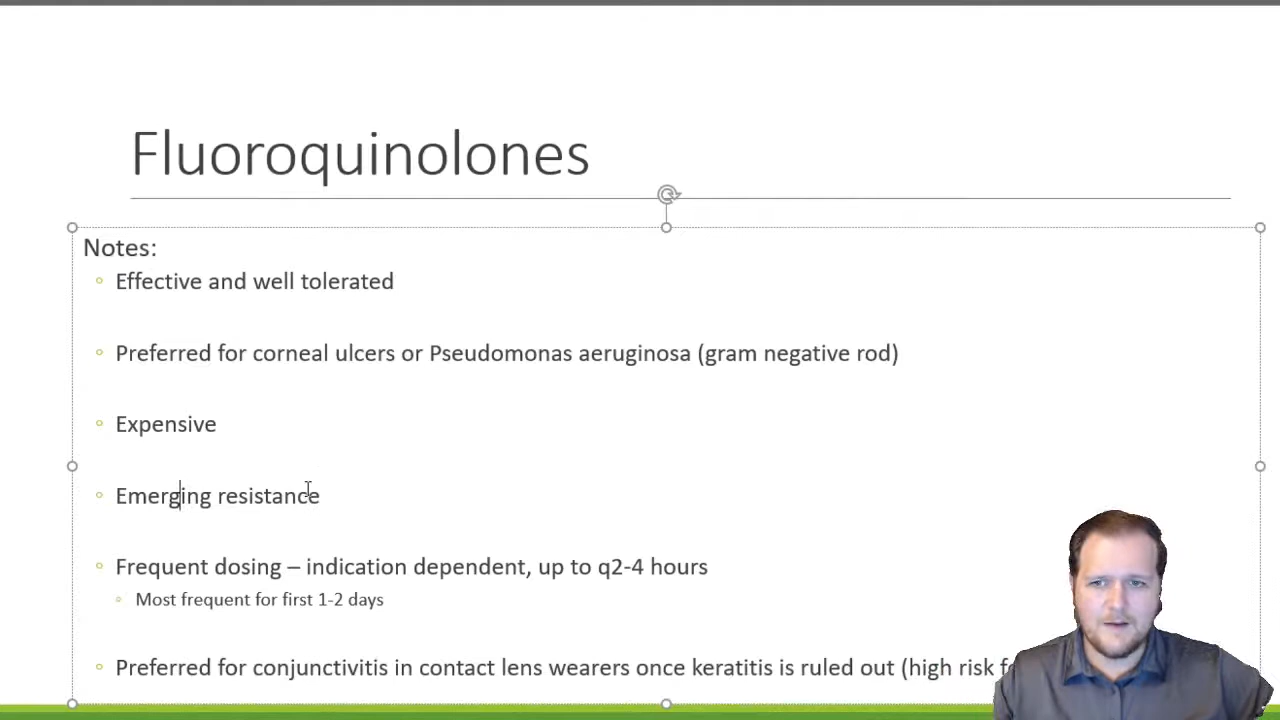 Fluoroquinolones
Notes:
Effective and well tolerated
Preferred for corneal ulcers or Pseudomonas aeruginosa (gram negative rod)
Expensive
Emerging resistance
Frequent dosing – indication dependent, up to q2-4 hours
Most frequent for first 1-2 days
Preferred for conjunctivitis in contact lens wearers once keratitis is ruled out (high risk